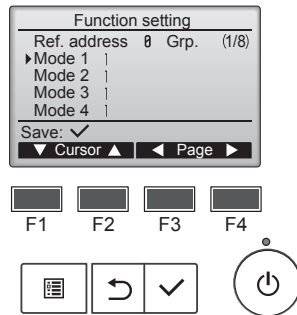 Function setting
Ref. address 0 Grp. (1/8)
Mode 1 1
Mode 2 1
Mode 3 1
Mode 4 1
Save: ✓
▼ Cursor ▲ ◀ Page ▶
F1 F2 F3 F4